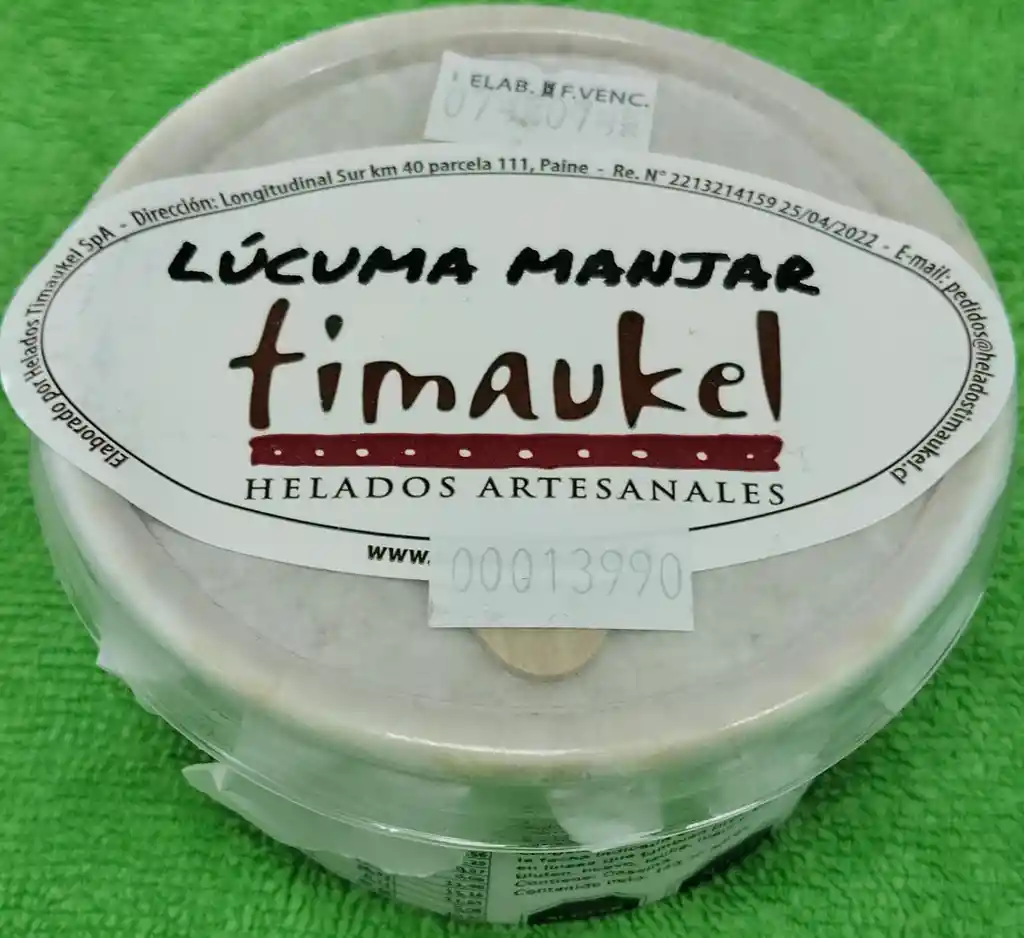 ELAB. F.VENC.
Elaborado por Helados Timaukel SpA - Dirección: Longitudinal Sur km 40 parcela 111, Paine - Re. N° 2213214159 25/04/2022 - E-mail: pedidos@heladostimaukel.cl
LÚCUMA MANJAR
timaukel
HELADOS ARTESANALES
www.
00013990